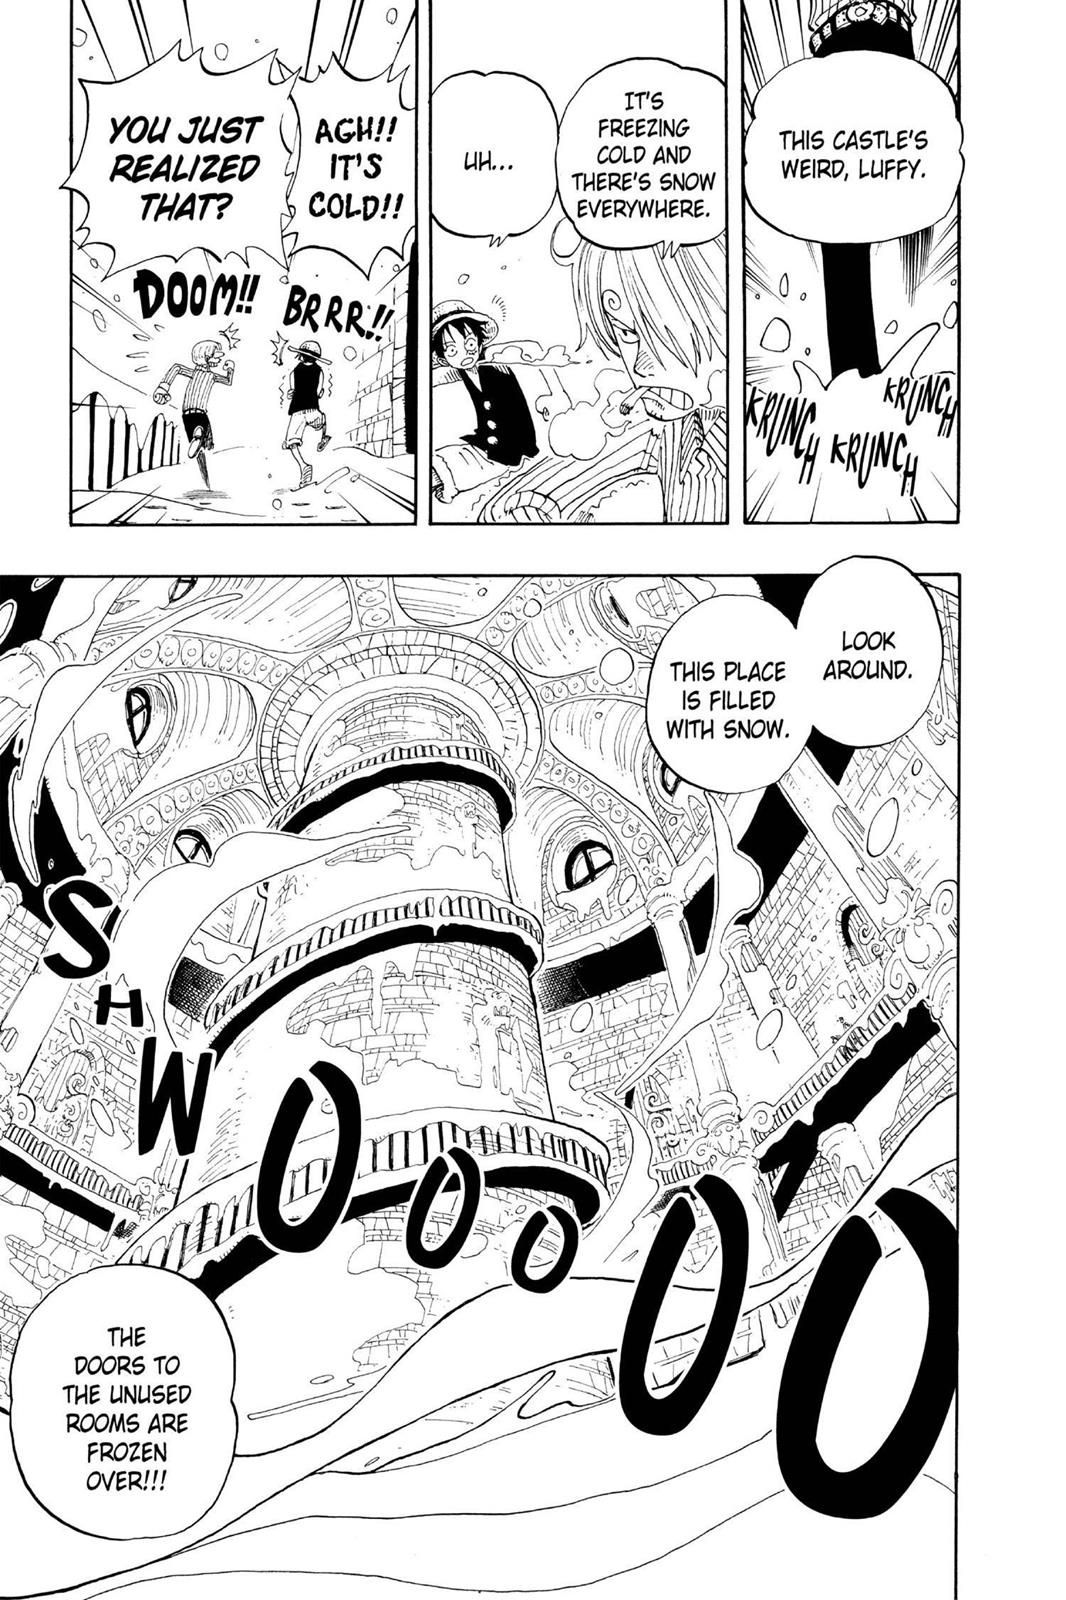 THIS CASTLE'S
WEIRD, LUFFY.
KRUNCH
KRUNCH
KRUNCH
IT'S
FREEZING
COLD AND
THERE'S SNOW
EVERYWHERE.
UH...
AGH!!
IT'S
COLD!!
BRRR!!
YOU JUST
REALIZED
THAT?
DOOM!!
LOOK
AROUND.
THIS PLACE
IS FILLED
WITH SNOW.
SHWOOOOO
THE
DOORS TO
THE UNUSED
ROOMS ARE
FROZEN
OVER!!!